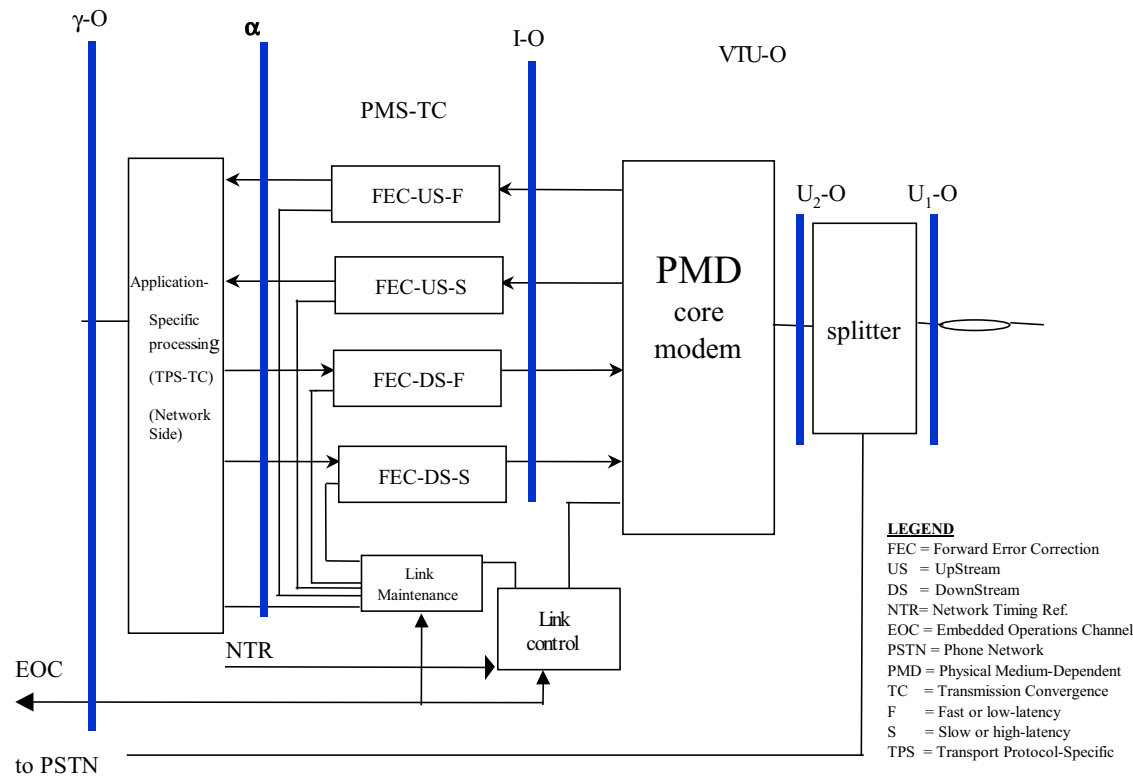 γ-O
α
I-O
VTU-O
PMS-TC
U2-O
U1-O
FEC-US-F
FEC-US-S
FEC-DS-F
FEC-DS-S
Application-
Specific
processing
(TPS-TC)
(Network
Side)
PMD
core
modem
splitter
Link
Maintenance
Link
control
NTR
EOC
to PSTN
LEGEND
FEC = Forward Error Correction
US = UpStream
DS = DownStream
NTR= Network Timing Ref.
EOC = Embedded Operations Channel
PSTN = Phone Network
PMD = Physical Medium-Dependent
TC = Transmission Convergence
F = Fast or low-latency
S = Slow or high-latency
TPS = Transport Protocol-Specific